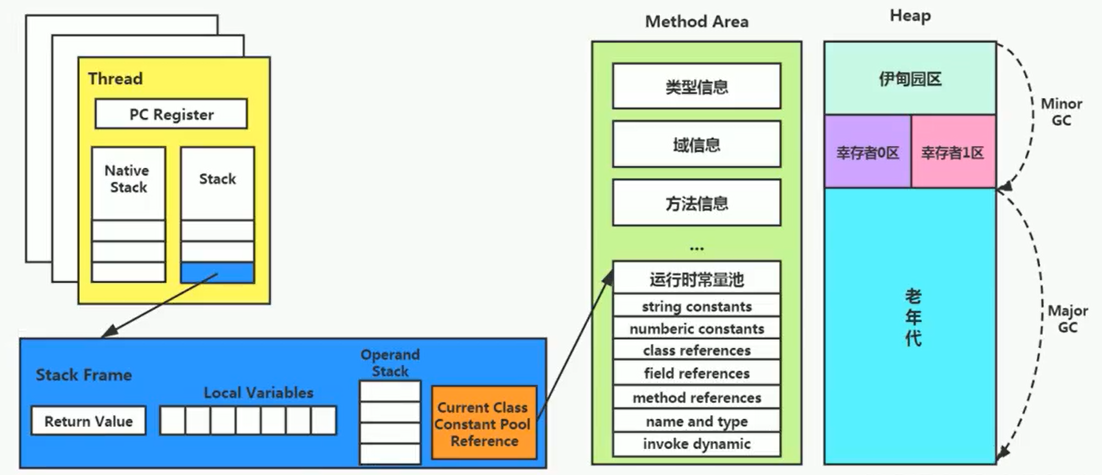 Thread
PC Register
Native
Stack
Stack
Stack Frame
Return Value
Local Variables
Operand
Stack
Current Class
Constant Pool
Reference
Method Area
类型信息
域信息
方法信息
...
运行时常量池
string constants
numberic constants
class references
field references
method references
name and type
invoke dynamic
Heap
伊甸园区
幸存者0区
幸存者1区
老
年
代
Minor
GC
Major
GC